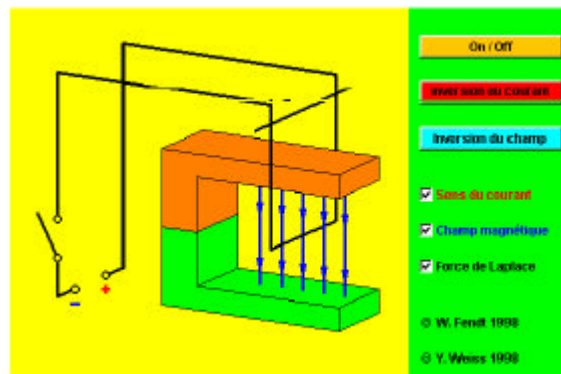 On / Off
Inversion du courant
Inversion du champ
Sens du courant
Champ magnétique
Force de Laplace
© W. Fendt 1998
© Y. Weiss 1998
- +